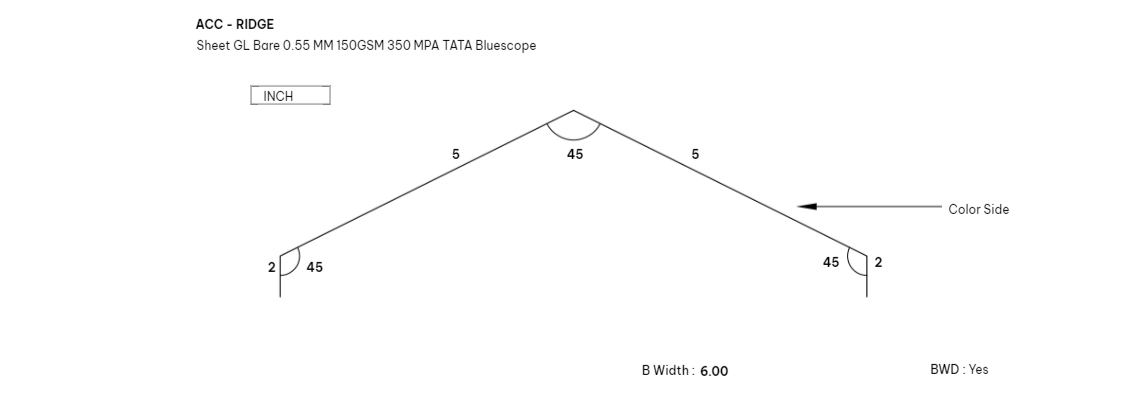 ACC - RIDGE
Sheet GL Bare 0.55 MM 150GSM 350 MPA TATA Bluescope
INCH
5
45
5
Color Side
2
45
45
2
B Width : 6.00
BWD : Yes